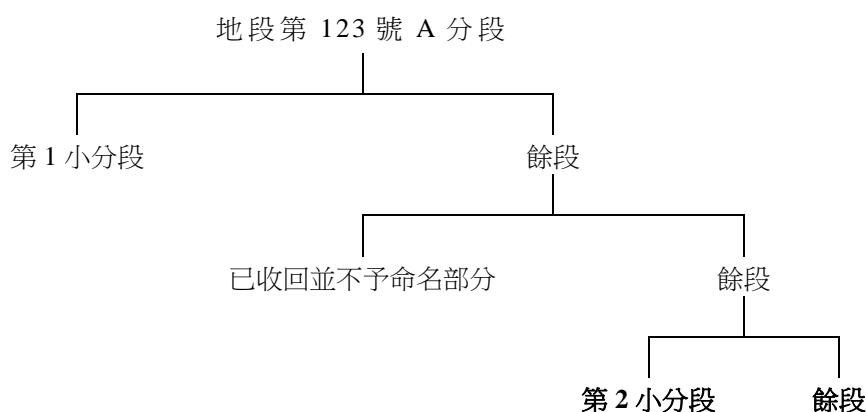 地段第 123 號 A 分段
第 1 小分段
餘段
已收回並不予命名部分
餘段
第 2 小分段
餘段